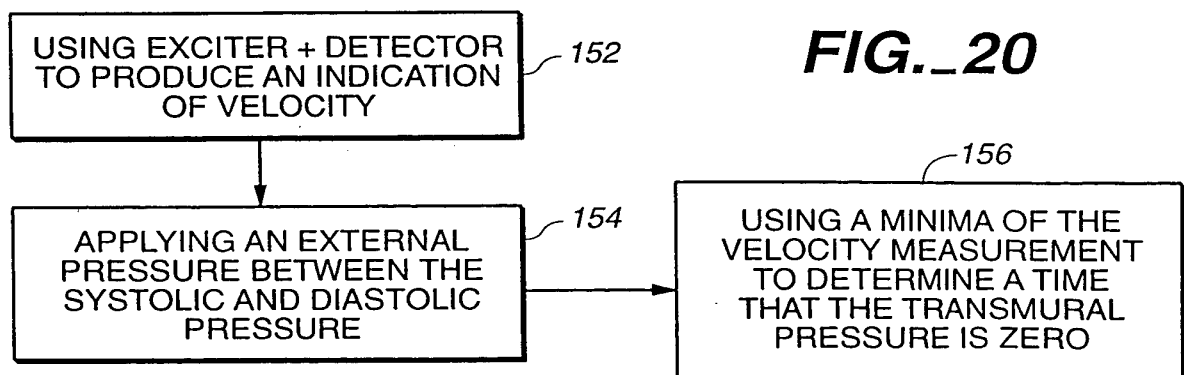 FIG._20
USING EXCITER + DETECTOR
TO PRODUCE AN INDICATION
OF VELOCITY
152
APPLYING AN EXTERNAL
PRESSURE BETWEEN THE
SYSTOLIC AND DIASTOLIC
PRESSURE
154
USING A MINIMA OF THE
VELOCITY MEASUREMENT
TO DETERMINE A TIME
THAT THE TRANSMURAL
PRESSURE IS ZERO
156